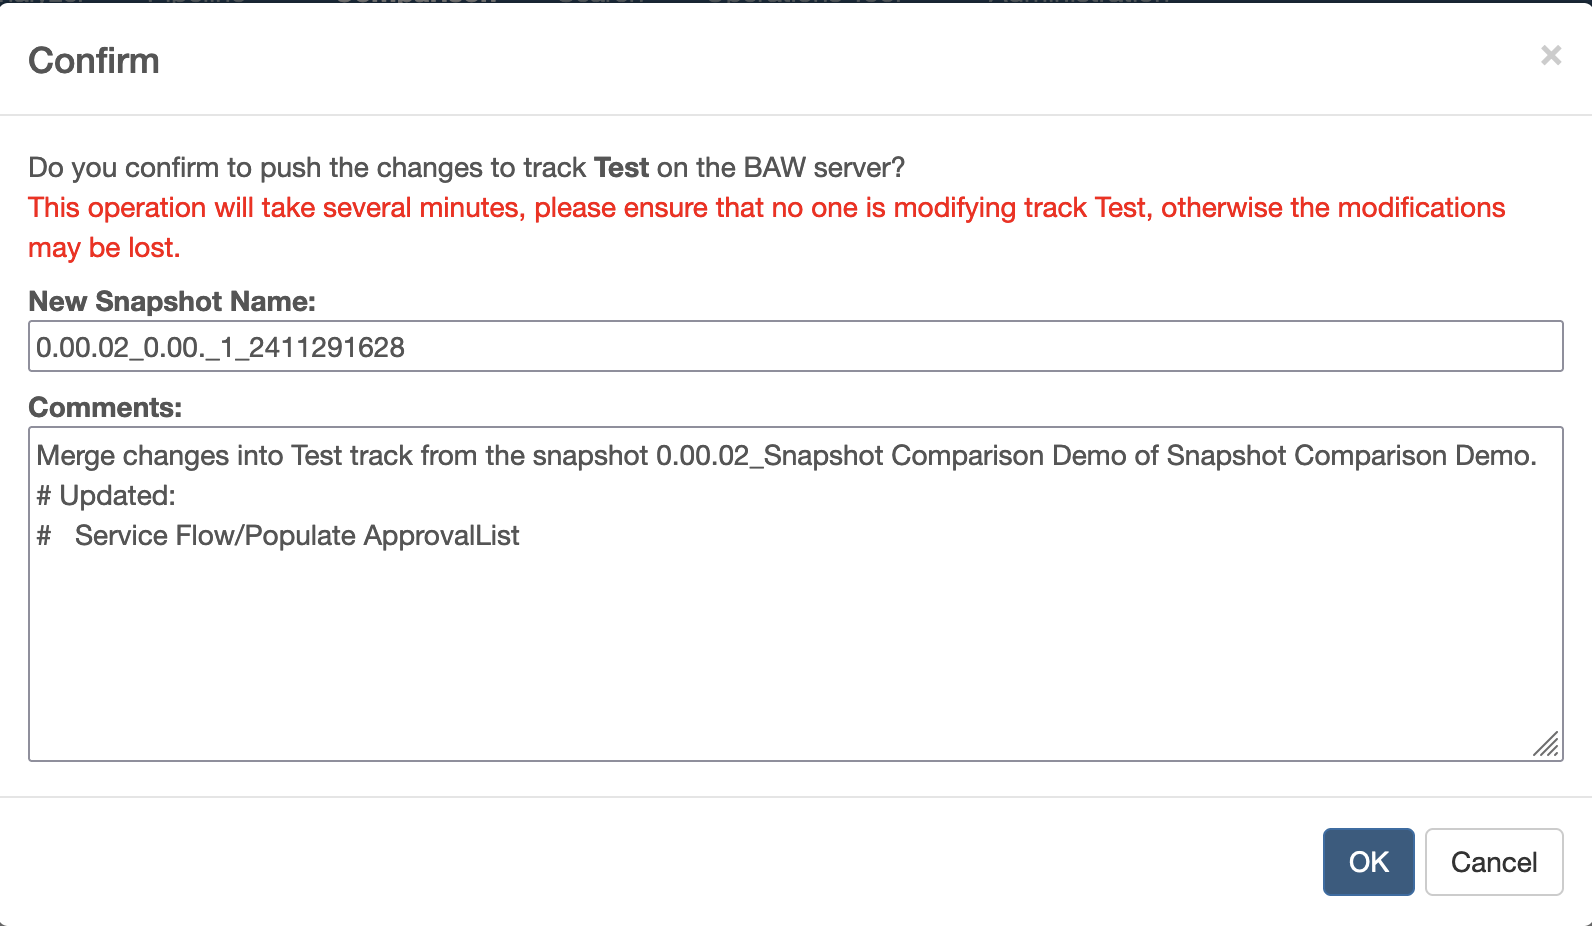 Confirm
×
Do you confirm to push the changes to track Test on the BAW server?
This operation will take several minutes, please ensure that no one is modifying track Test, otherwise the modifications
may be lost.
New Snapshot Name:
0.00.02_0.00._1_2411291628
Comments:
Merge changes into Test track from the snapshot 0.00.02_Snapshot Comparison Demo of Snapshot Comparison Demo.
# Updated:
#   Service Flow/Populate ApprovalList
OK
Cancel